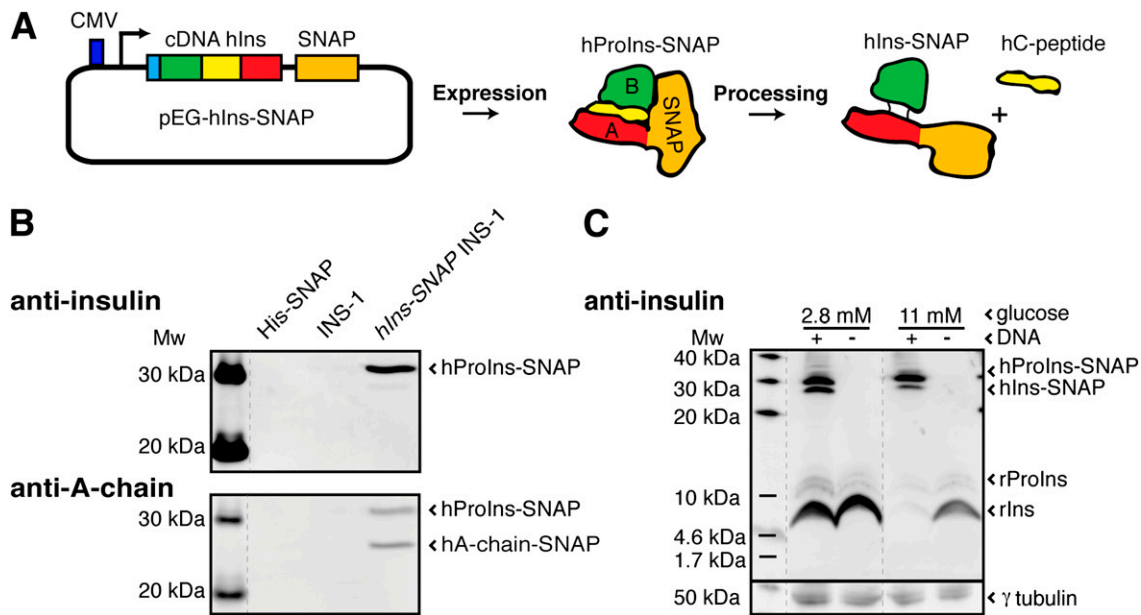 A
CMV
cDNA hIns
SNAP
pEG-hIns-SNAP
Expression
hProIns-SNAP
B
A
SNAP
Processing
hIns-SNAP
hC-peptide
+
B
anti-insulin
Mw
His-SNAP
INS-1
hIns-SNAP INS-1
30 kDa
20 kDa
hProIns-SNAP
anti-A-chain
30 kDa
20 kDa
hProIns-SNAP
hA-chain-SNAP
C
anti-insulin
2.8 mM
11 mM
glucose
Mw
+ - + -
DNA
40 kDa
30 kDa
20 kDa
10 kDa
4.6 kDa
1.7 kDa
50 kDa
hProIns-SNAP
hIns-SNAP
rProIns
rIns
γ tubulin